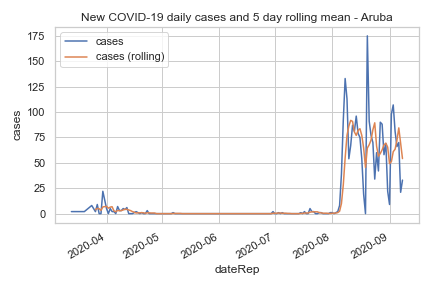 New COVID-19 daily cases and 5 day rolling mean - Aruba
cases
cases (rolling)
175
150
125
100
75
50
25
0
cases
2020-04
2020-05
2020-06
2020-07
2020-08
2020-09
dateRep